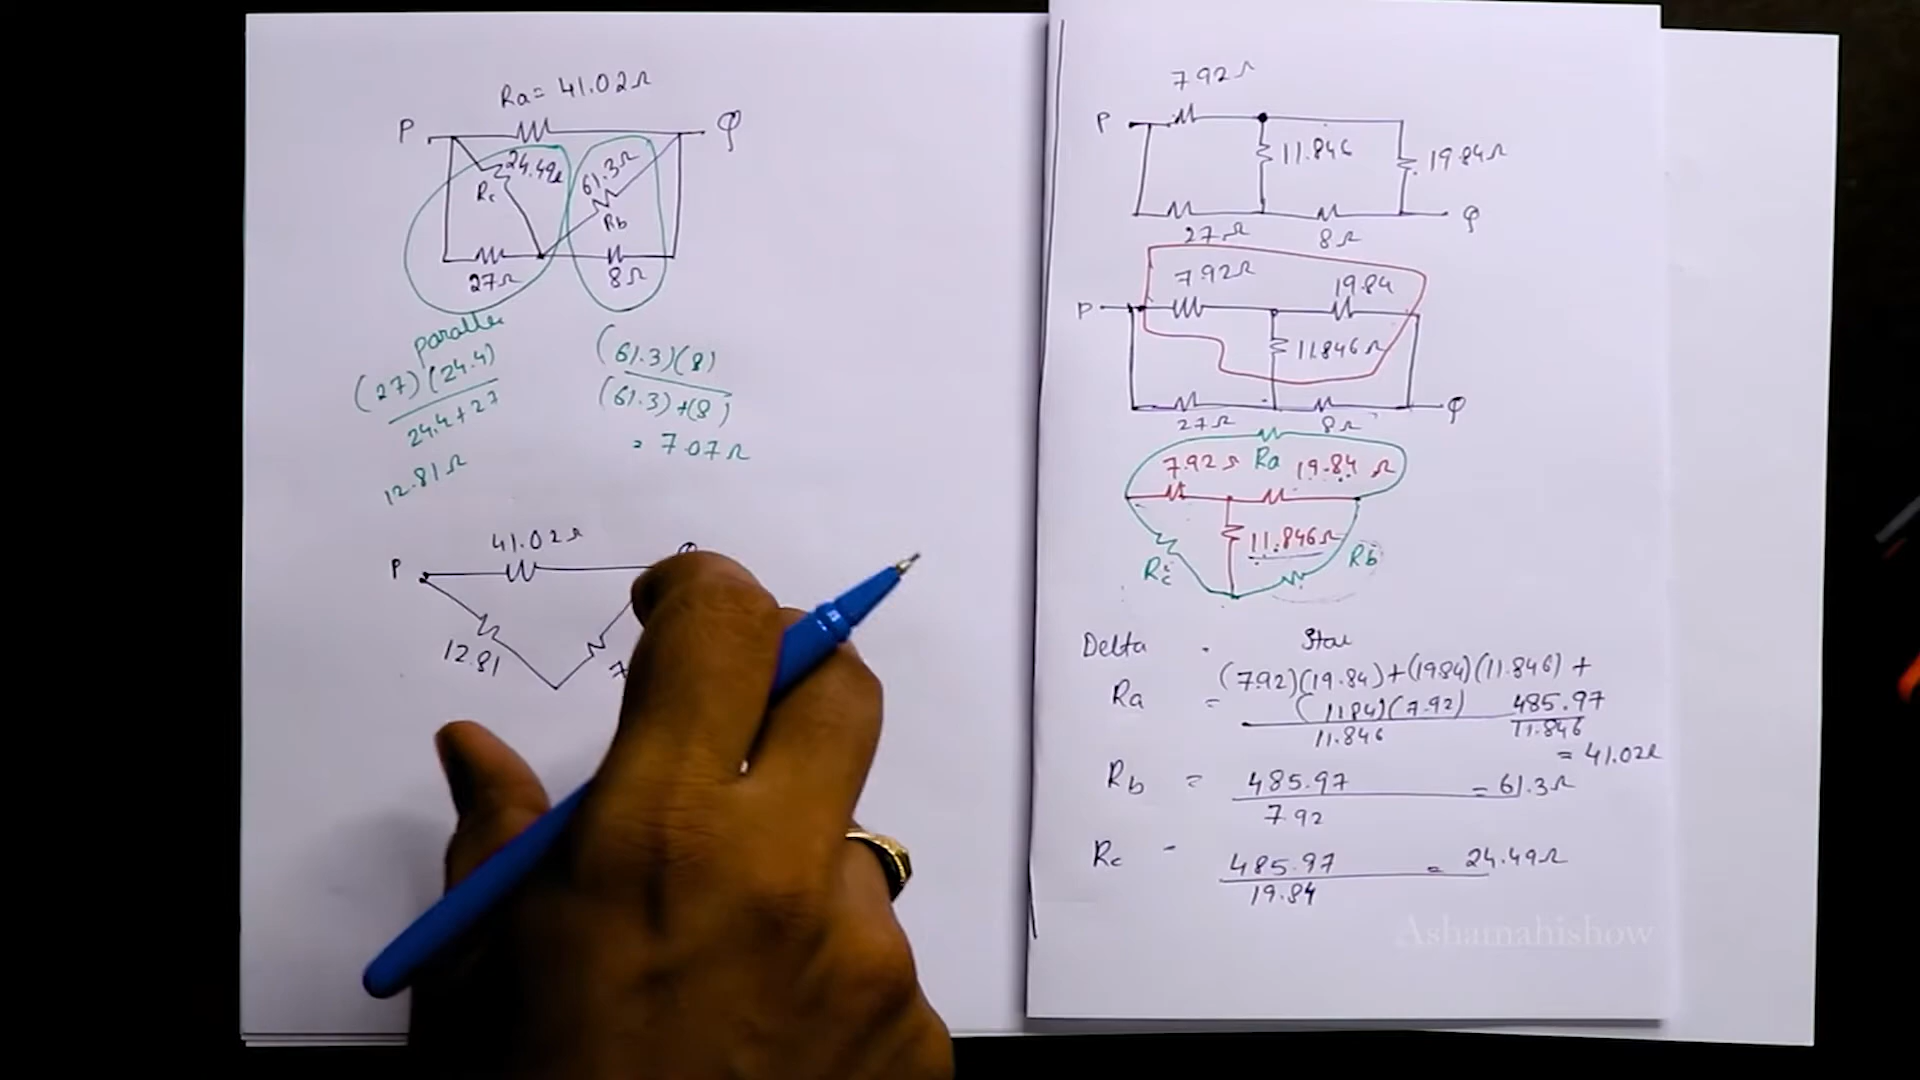 Ra= 41.02Ω
P
Q
24.49Ω
61.3Ω
Rc
Rb
27Ω
8Ω
parallel
(27)(24.4)
24.4+27
12.81Ω
(61.3)(8)
(61.3)+(8)
= 7.07Ω
41.02Ω
P
12.81
7
7.92Ω
P
11.846
19.84Ω
27Ω
8Ω
Q
7.92Ω
19.84
P
11.846Ω
27Ω
8Ω
Q
Ra
7.92Ω
19.84 Ω
11.846Ω
Rc
Rb
Delta
Star
Ra = (7.92)(19.84)+(19.84)(11.846)+
(11.84)(7.92)
11.846
485.97
11.846
= 41.02Ω
Rb = 485.97 = 61.3Ω
7.92
Rc - 485.97 = 24.49Ω
19.84
Ashamahishow